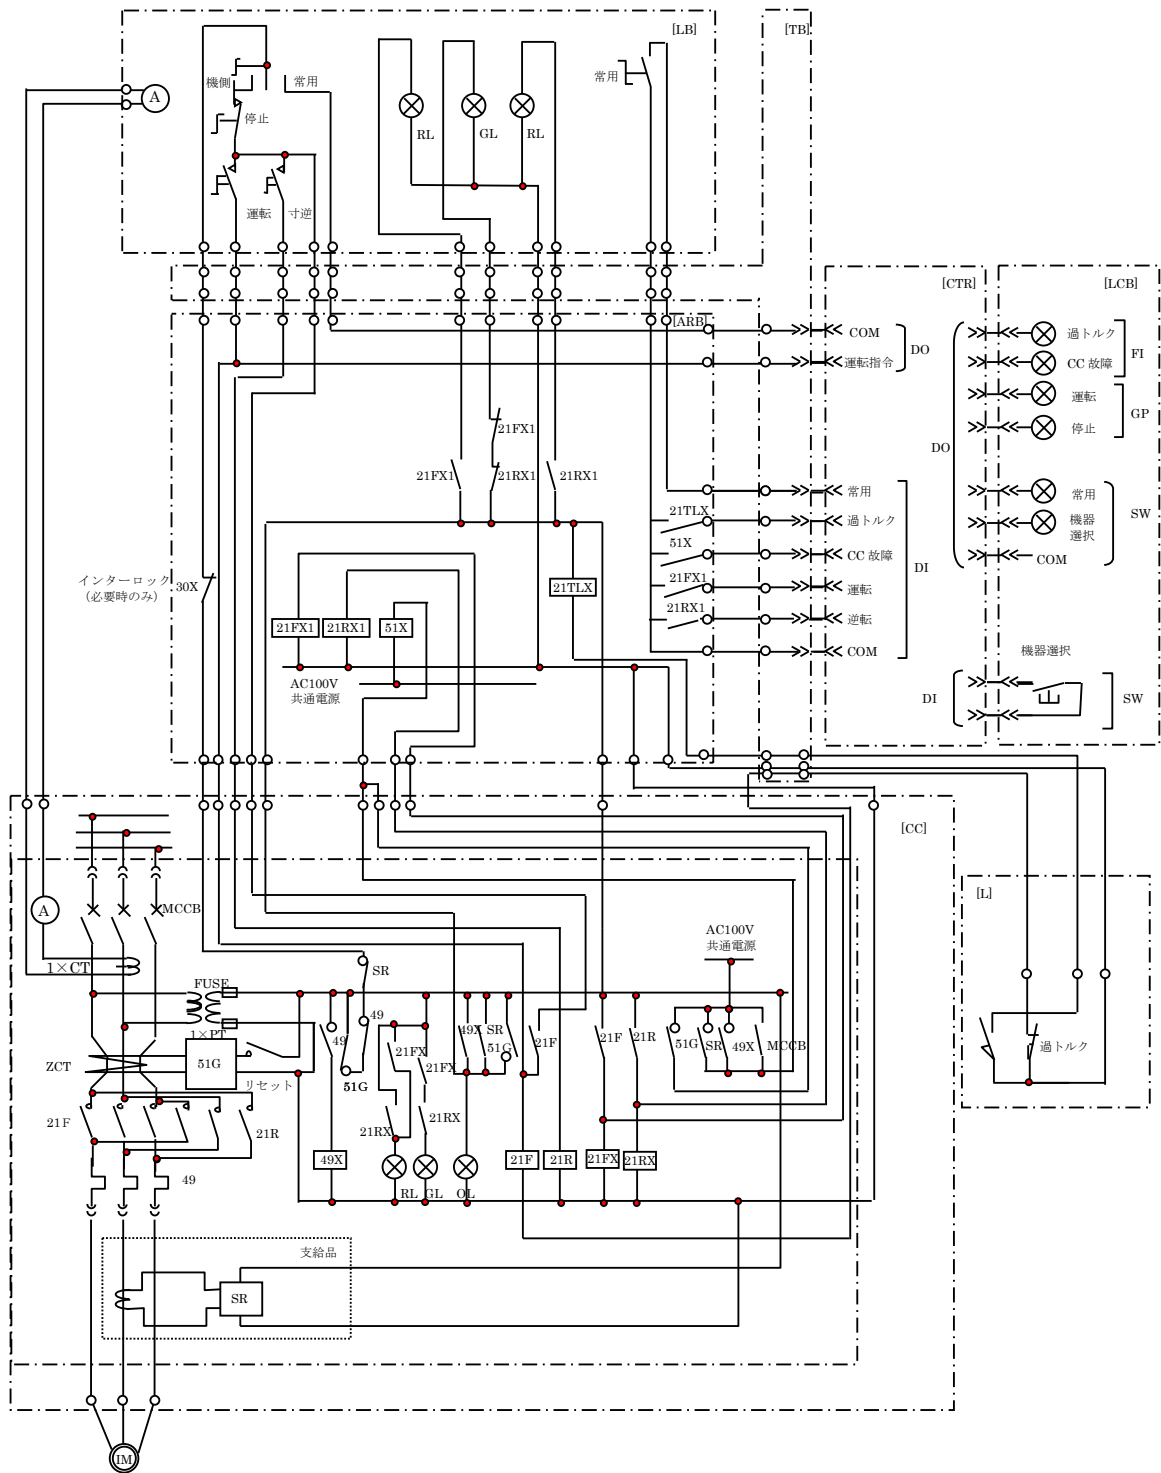 [LB]
[TB]
機側
常用
A
停止
RL
GL
RL
常用
運転
寸逆
[CTR]
[LCB]
[ARB]
COM
DO
運転指令
過トルク
FI
CC 故障
運転
GP
停止
DO
21FX1
21FX1
21RX1
21RX1
常用
21TLX
過トルク
51X
CC 故障
DI
21FX1
運転
21RX1
逆転
COM
常用
SW
機器
選択
COM
インターロック
(必要時のみ)
30X
21TLX
21FX1
21RX1
51X
AC100V
共通電源
機器選択
DI
SW
[CC]
[L]
A
MCCB
1×CT
AC100V
共通電源
SR
FUSE
1×PT
49
49
51G
21FX
21FX
49X
SR
51G
21F
21F
21R
51G
SR
49X
MCCB
過トルク
ZCT
51G
リセット
21F
21R
21RX
21RX
49X
21F
21R
21FX
21RX
RL
GL
OL
49
支給品
SR
IM